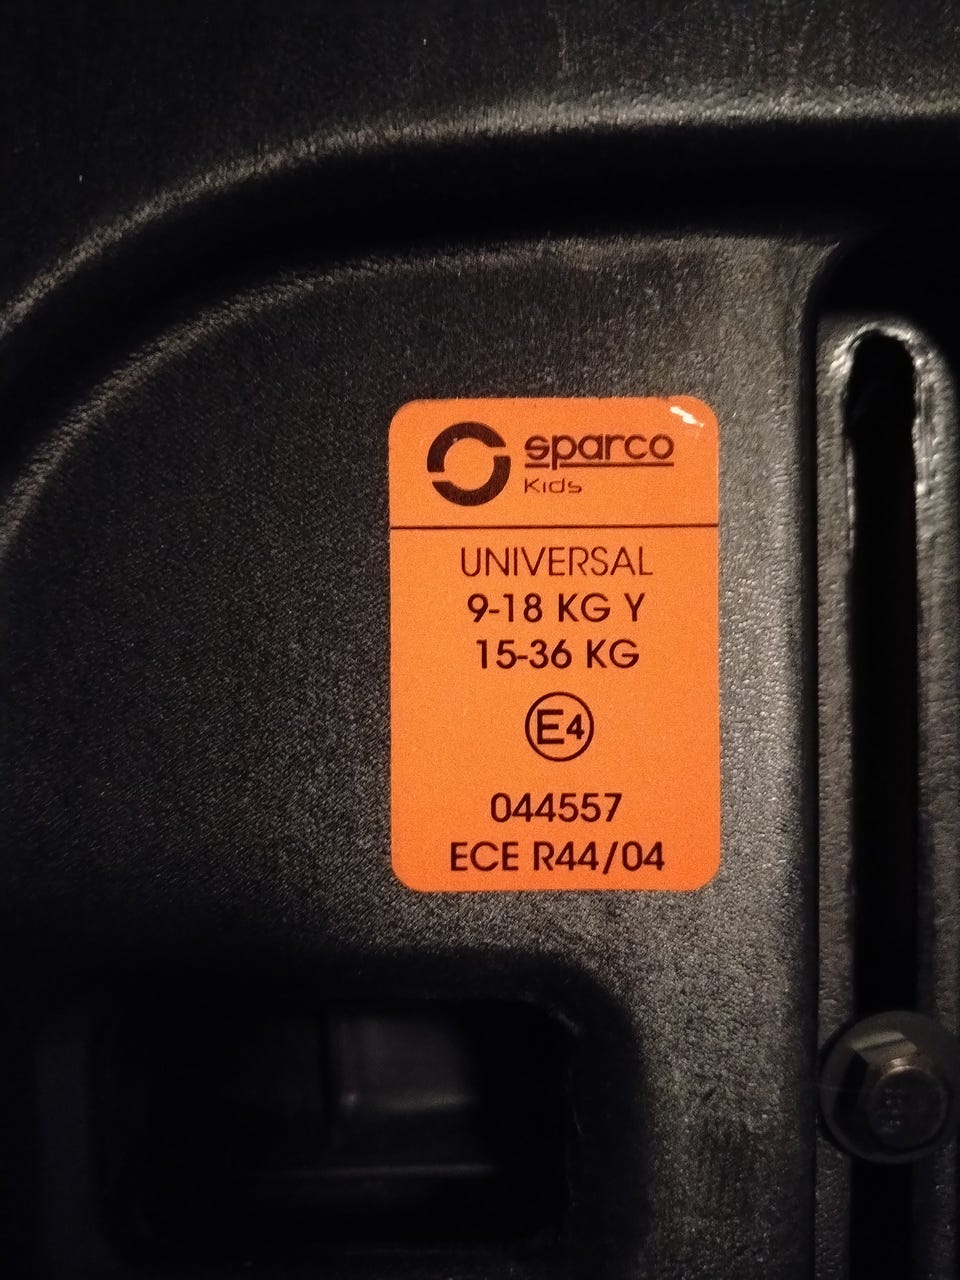 sparco
Kids
UNIVERSAL
9-18 KG Y
15-36 KG
E4
044557
ECE R44/04